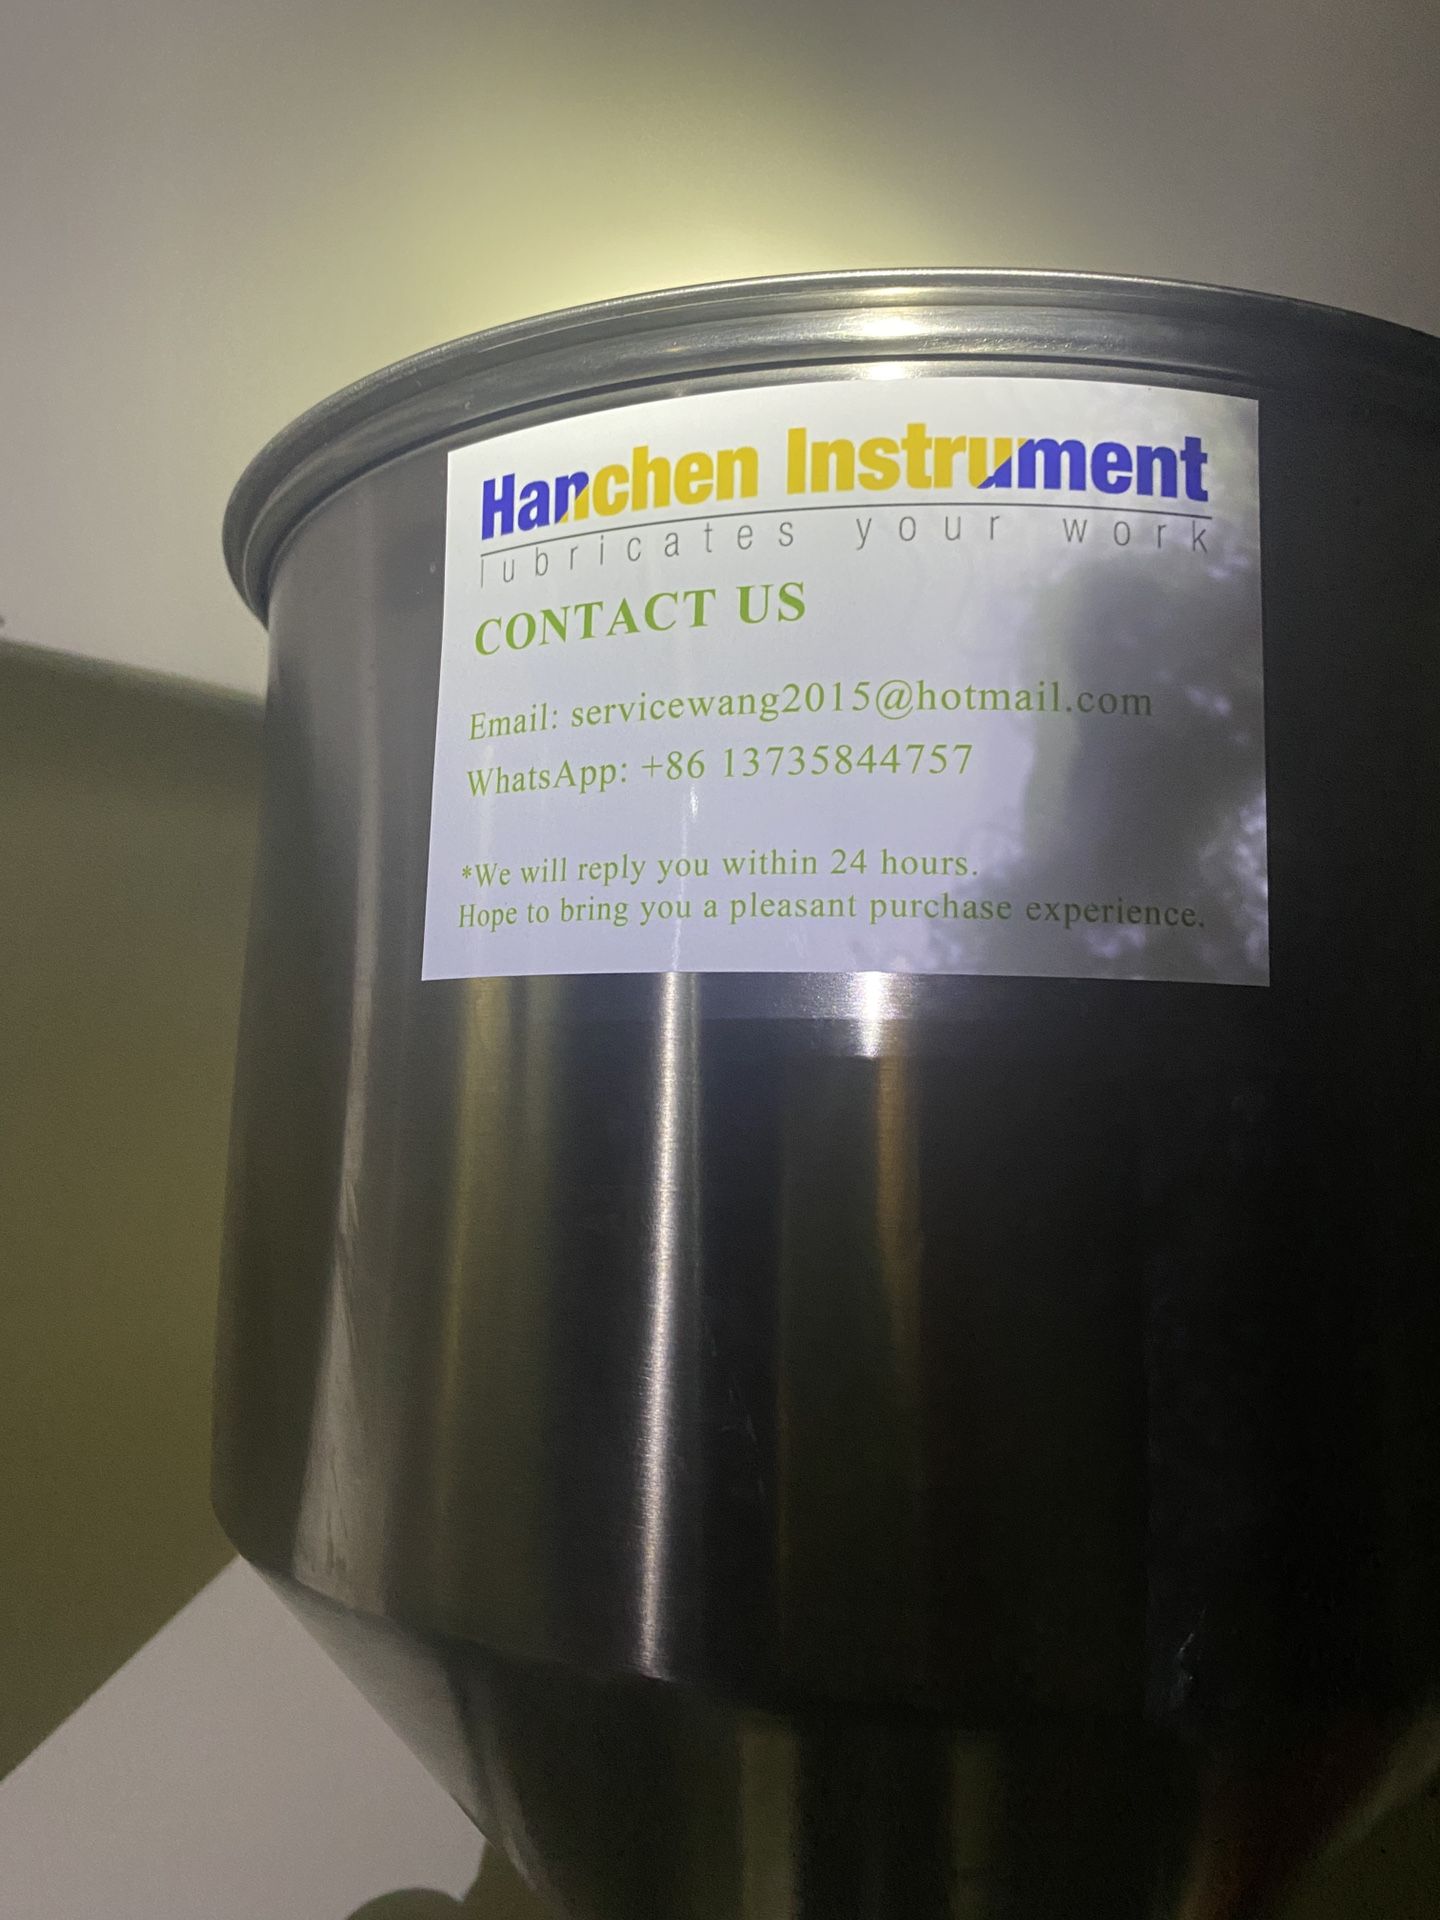 Hanchen Instrument
lubricates your work
CONTACT US
Email: servicewang2015@hotmail.com
WhatsApp: +86 13735844757
*We will reply you within 24 hours.
Hope to bring you a pleasant purchase experience.